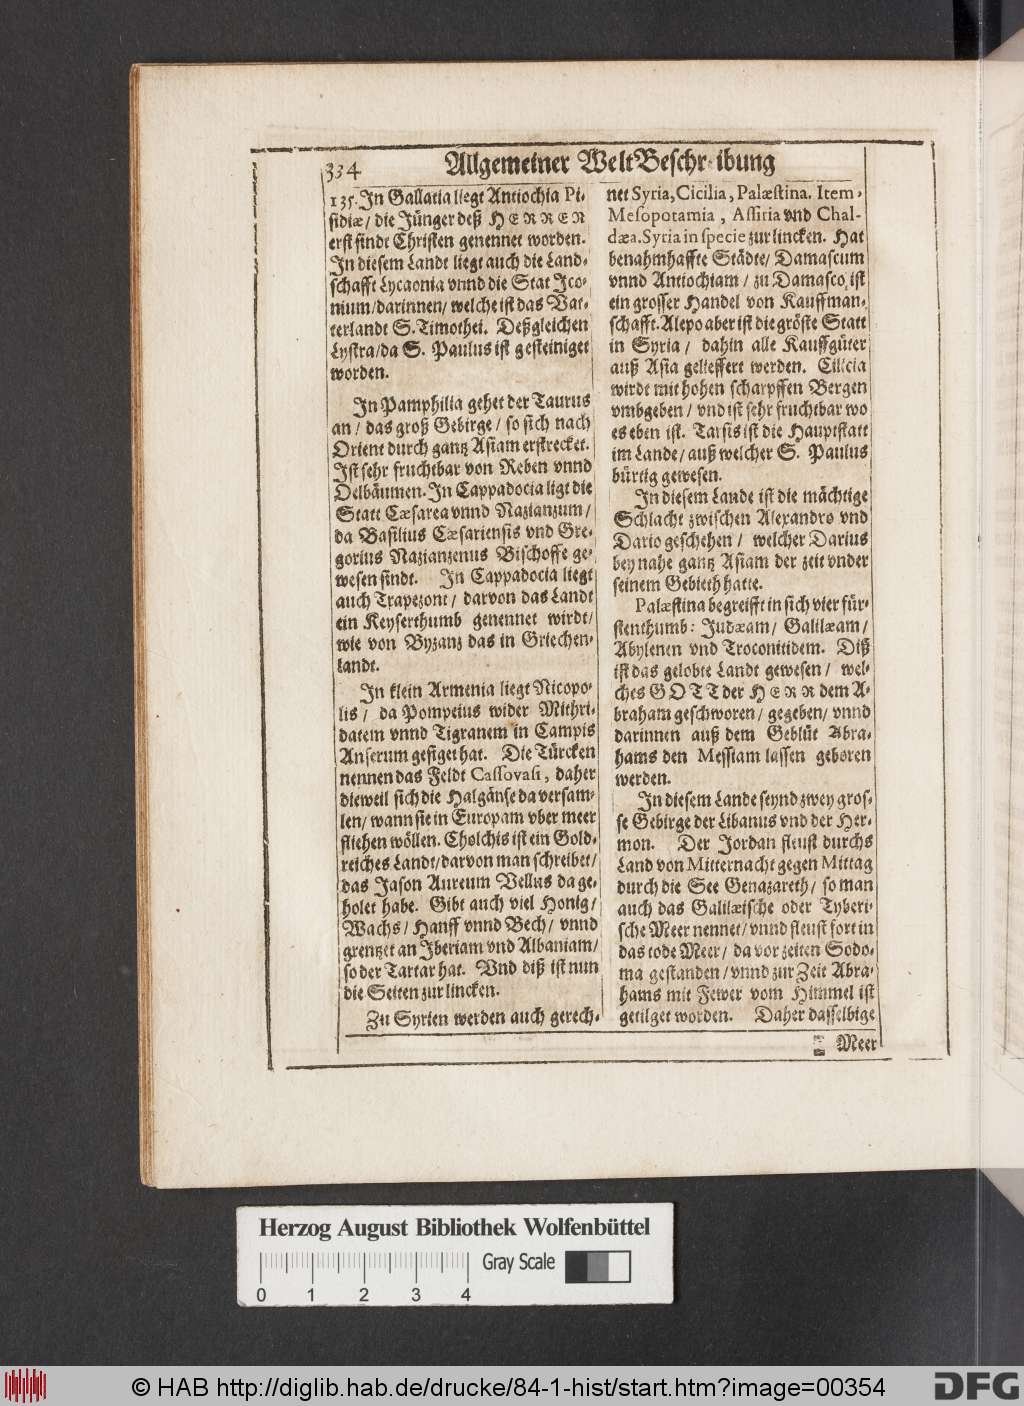 334
Allgemeiner WeltBeschr ibung
135. In Gallatia liegt Antiochia Pi-
sidiæ/ die Jünger deß HERREN
erst sindt Christen genennet worden.
In diesem Landt liegt auch die Land-
schafft Lycaonia vnnd die Stat Ico-
nium/darinnen/ welche ist das Vat-
terlandt S. Timothei. Deßgleichen
Lystra/da S. Paulus ist gesteiniget
worden.
In Pamphilia gehet der Taurus
an/ das groß Gebirge/ so sich nach
Orient durch gantz Asiam erstrecket.
Ist sehr fruchtbar von Reben vnnd
Oelbäumen. In Cappadocia ligt die
Statt Cæsarea vnnd Nazianzum/
da Basilius Cæsariensis vnd Gre-
gorius Nazianzenus Bischoffe ge-
wesen sindt. In Cappadocia liegt
auch Trapezont/ darvon das Landt
ein Keyserthumb genennet wirdt/
wie von Byzanz das in Griechen-
landt.
In klein Armenia liegt Nicopo-
lis/ da Pompeius wider Mithri-
datem vnnd Tigranem in Campis
Anserum gesiget hat. Die Türcken
nennen das Feldt Cassovasi, daher
dieweil sich die Halgänse da versam-
len/ wann sie in Europam vber meer
fliehen wöllen. Cholchis ist ein Gold-
reiches Landt/darvon man schreibet/
das Jason Aureum Vellus da ge-
holet habe. Gibt auch viel Honig/
Wachs/ Hanff vnnd Bech/ vnnd
grentzet an Iberiam vnd Albaniam/
so der Tartar hat. Vnd diß ist nun
die Seiten zur lincken.
Zu Syrien werden auch gerech-
net Syria, Cicilia, Palæstina. Item
Mesopotamia, Assiria vnd Chal-
dæa. Syria in specie zur lincken. Hat
benahmhaffte Städte/ Damascum
vnnd Antiochiam/ zu Damasco, ist
ein grosser Handel von Kauffman-
schafft. Alepo aber ist die gröste Statt
in Syria/ dahin alle Kauffgüter
auß Asia gelieffert werden. Cilicia
wirdt mit hohen scharpffen Bergen
vmbgeben/ vnd ist sehr fruchtbar wo
es eben ist. Tarsis ist die Hauptstatt
im Lande/ auß welcher S. Paulus
bürtig gewesen.
In diesem Lande ist die mächtige
Schlacht zwischen Alexandro vnd
Dario geschehen/ welcher Darius
bey nahe gantz Asiam der zeit vnder
seinem Gebieth hatte.
Palæstina begreifft in sich vier für-
stenthumb: Judæam/ Galilæam/
Abylenen vnd Troconitidem. Diß
ist das gelobte Landt gewesen/ wel-
ches GOTT der HERR dem A-
braham geschworen/ gegeben/ vnnd
darinnen auß dem Geblüt Abra-
hams den Messiam lassen geboren
werden.
In diesem Lande seynd zwey gros-
se Gebirge der Libanus vnd der Her-
mon. Der Jordan fleust durchs
Land von Mitternacht gegen Mittag
durch die See Genazareth/ so man
auch das Galilæische oder Tyberi-
sche Meer nennet/ vnnd fleust fort in
das tode Meer/ da vor zeiten Sodo-
ma gestanden/ vnnd zur Zeit Abra-
hams mit Fewer vom Himmel ist
getilget worden. Daher dasselbige
Meer
Herzog August Bibliothek Wolfenbüttel
Gray Scale
0 1 2 3 4
© HAB http://diglib.hab.de/drucke/84-1-hist/start.htm?image=00354
DFG